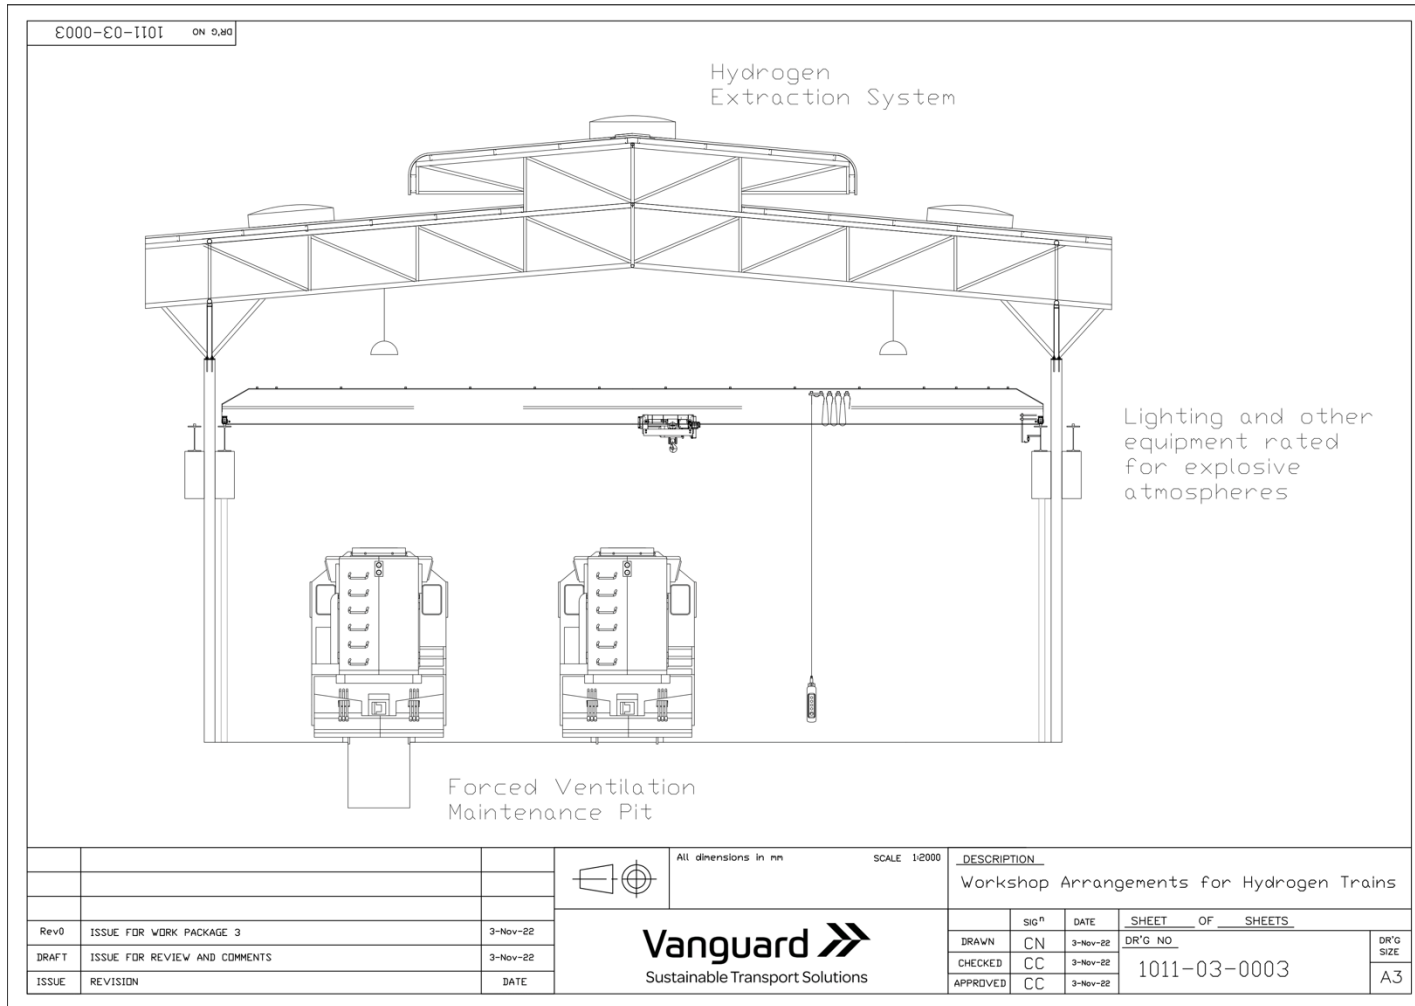 DR'G NO 1011-03-0003
Hydrogen
Extraction System
Lighting and other
equipment rated
for explosive
atmospheres
Forced Ventilation
Maintenance Pit
All dimensions in mm SCALE 1:2000
DESCRIPTION
Workshop Arrangements for Hydrogen Trains
Rev0 ISSUE FOR WORK PACKAGE 3 3-Nov-22
DRAFT ISSUE FOR REVIEW AND COMMENTS 3-Nov-22
ISSUE REVISION DATE
Vanguard
Sustainable Transport Solutions
SIGn DATE
DRAWN CN 3-Nov-22
CHECKED CC 3-Nov-22
APPROVED CC 3-Nov-22
SHEET OF SHEETS
DR'G NO
1011-03-0003
DR'G
SIZE
A3